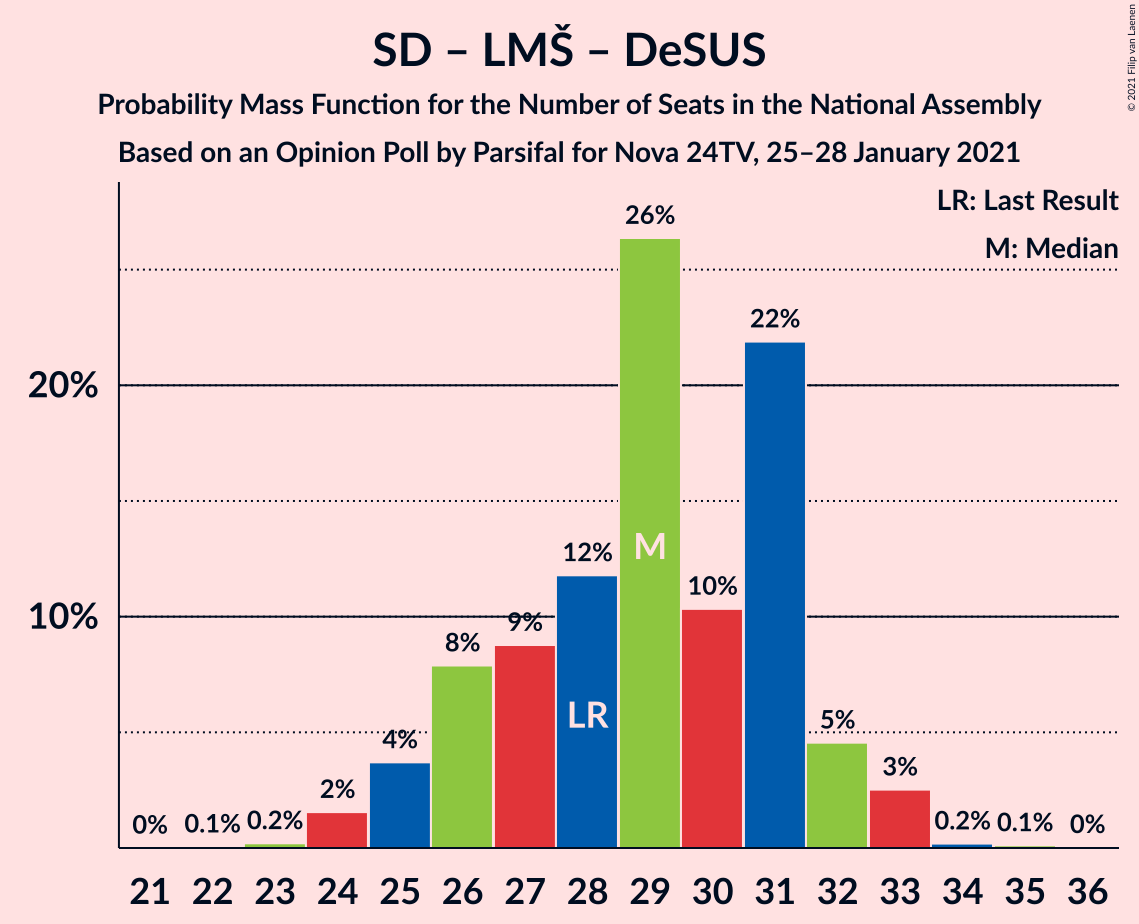 SD – LMŠ – DeSUS
Probability Mass Function for the Number of Seats in the National Assembly
Based on an Opinion Poll by Parsifal for Nova 24TV, 25–28 January 2021
© 2021 Filip van Laenen
LR: Last Result
M: Median
20%
10%
0%
0.1%
0.2%
2%
4%
8%
9%
12%
26%
10%
22%
5%
3%
0.2%
0.1%
0%
LR
M
21 22 23 24 25 26 27 28 29 30 31 32 33 34 35 36